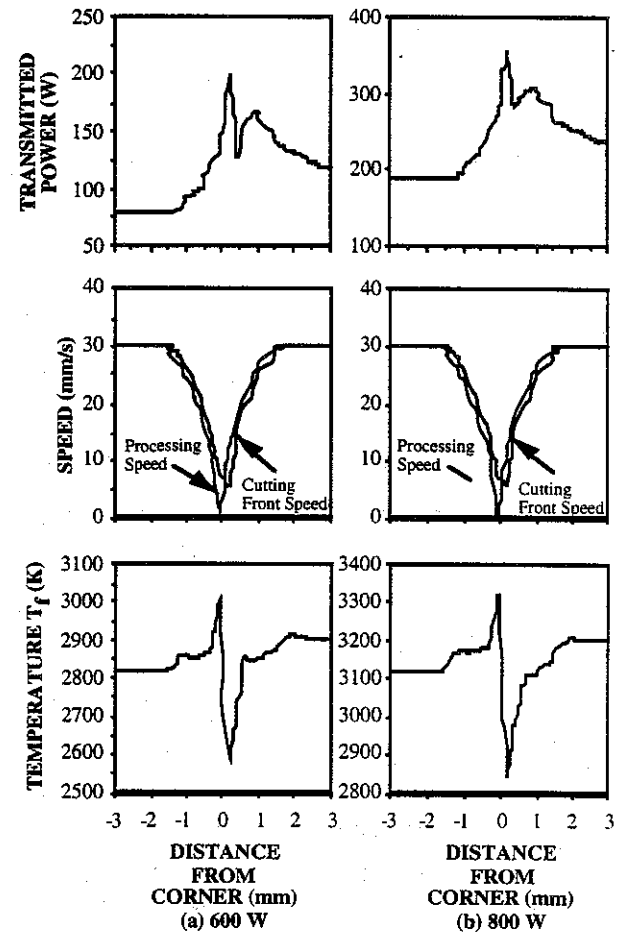 TRANSMITTED
POWER (W)
250
200
150
100
50
400
300
200
100
SPEED (mm/s)
40
30
20
10
0
Processing
Speed
Cutting
Front Speed
40
30
20
10
0
Processing
Speed
Cutting
Front Speed
TEMPERATURE Tf (K)
3100
3000
2900
2800
2700
2600
2500
3400
3300
3200
3100
3000
2900
2800
-3 -2 -1 0 1 2 3
-3 -2 -1 0 1 2 3
DISTANCE
FROM
CORNER (mm)
(a) 600 W
DISTANCE
FROM
CORNER (mm)
(b) 800 W